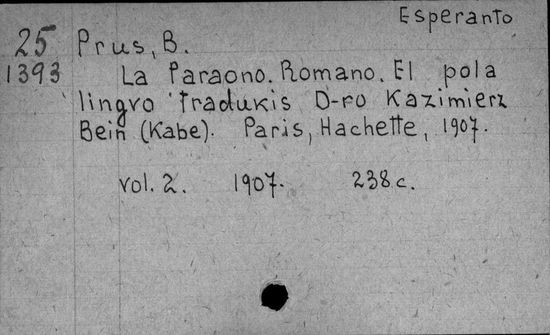 Esperanto
25 Prus, B.
1393 La Faraono. Romano. El pola
lingvo tradukis D-ro Kazimierz
Bein (Kabe). Paris, Hachette, 1907.
vol. 2. 1907. 238 c.